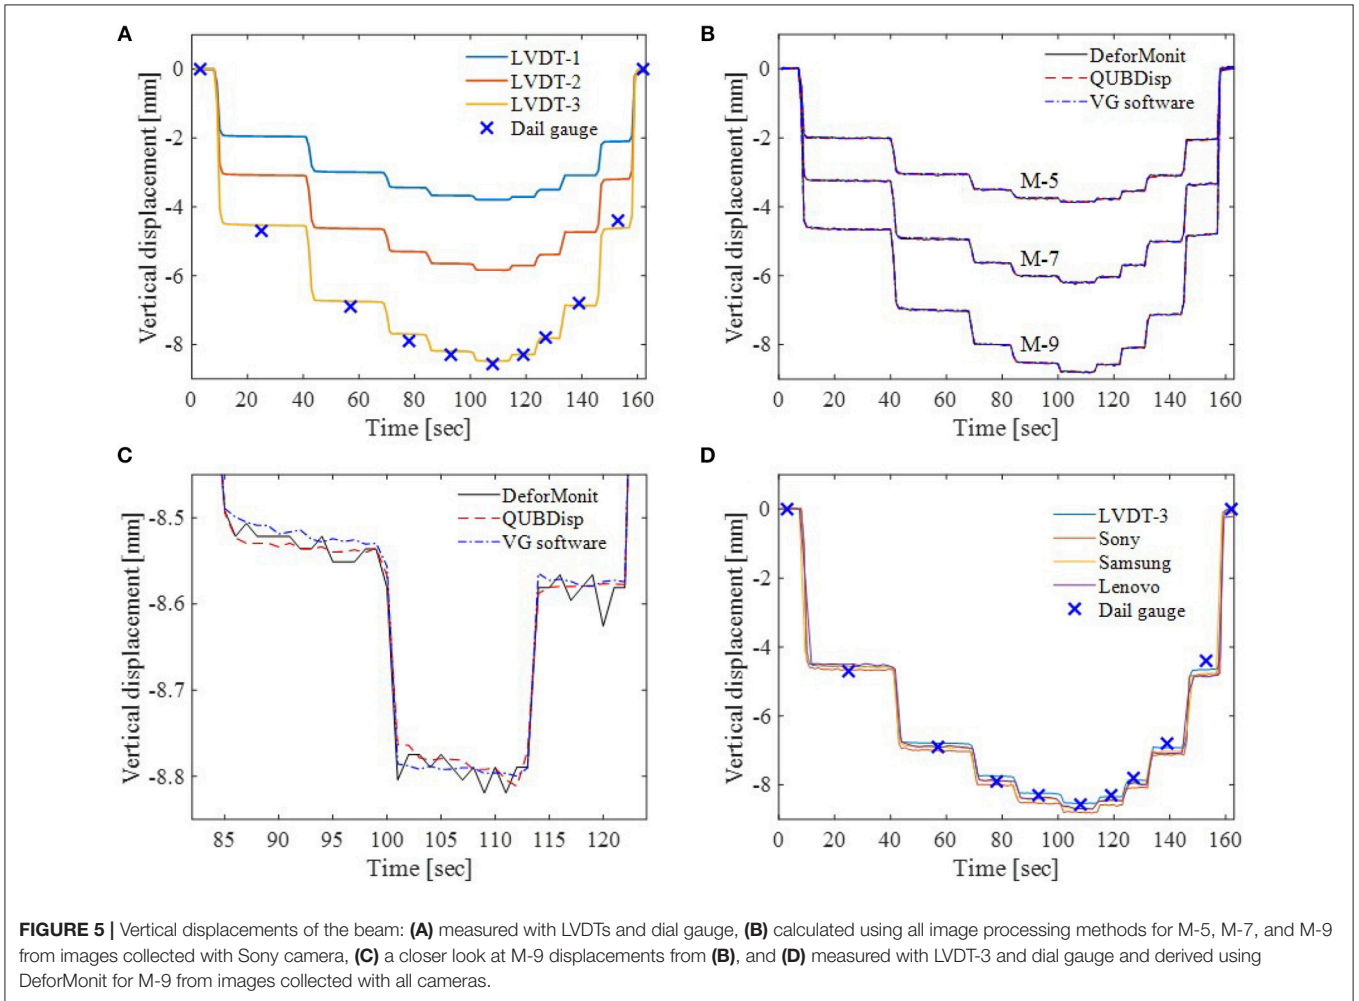 A
LVDT-1
LVDT-2
LVDT-3
Dail gauge
Vertical displacement [mm]
0
-2
-4
-6
-8
0 20 40 60 80 100 120 140 160
Time [sec]
B
DeforMonit
QUBDisp
VG software
M-5
M-7
M-9
Vertical displacement [mm]
0
-2
-4
-6
-8
0 20 40 60 80 100 120 140 160
Time [sec]
C
DeforMonit
QUBDisp
VG software
Vertical displacement [mm]
-8.5
-8.6
-8.7
-8.8
85 90 95 100 105 110 115 120
Time [sec]
D
LVDT-3
Sony
Samsung
Lenovo
Dail gauge
Vertical displacement [mm]
0
-2
-4
-6
-8
0 20 40 60 80 100 120 140 160
Time [sec]
FIGURE 5 | Vertical displacements of the beam: (A) measured with LVDTs and dial gauge, (B) calculated using all image processing methods for M-5, M-7, and M-9
from images collected with Sony camera, (C) a closer look at M-9 displacements from (B), and (D) measured with LVDT-3 and dial gauge and derived using
DeforMonit for M-9 from images collected with all cameras.